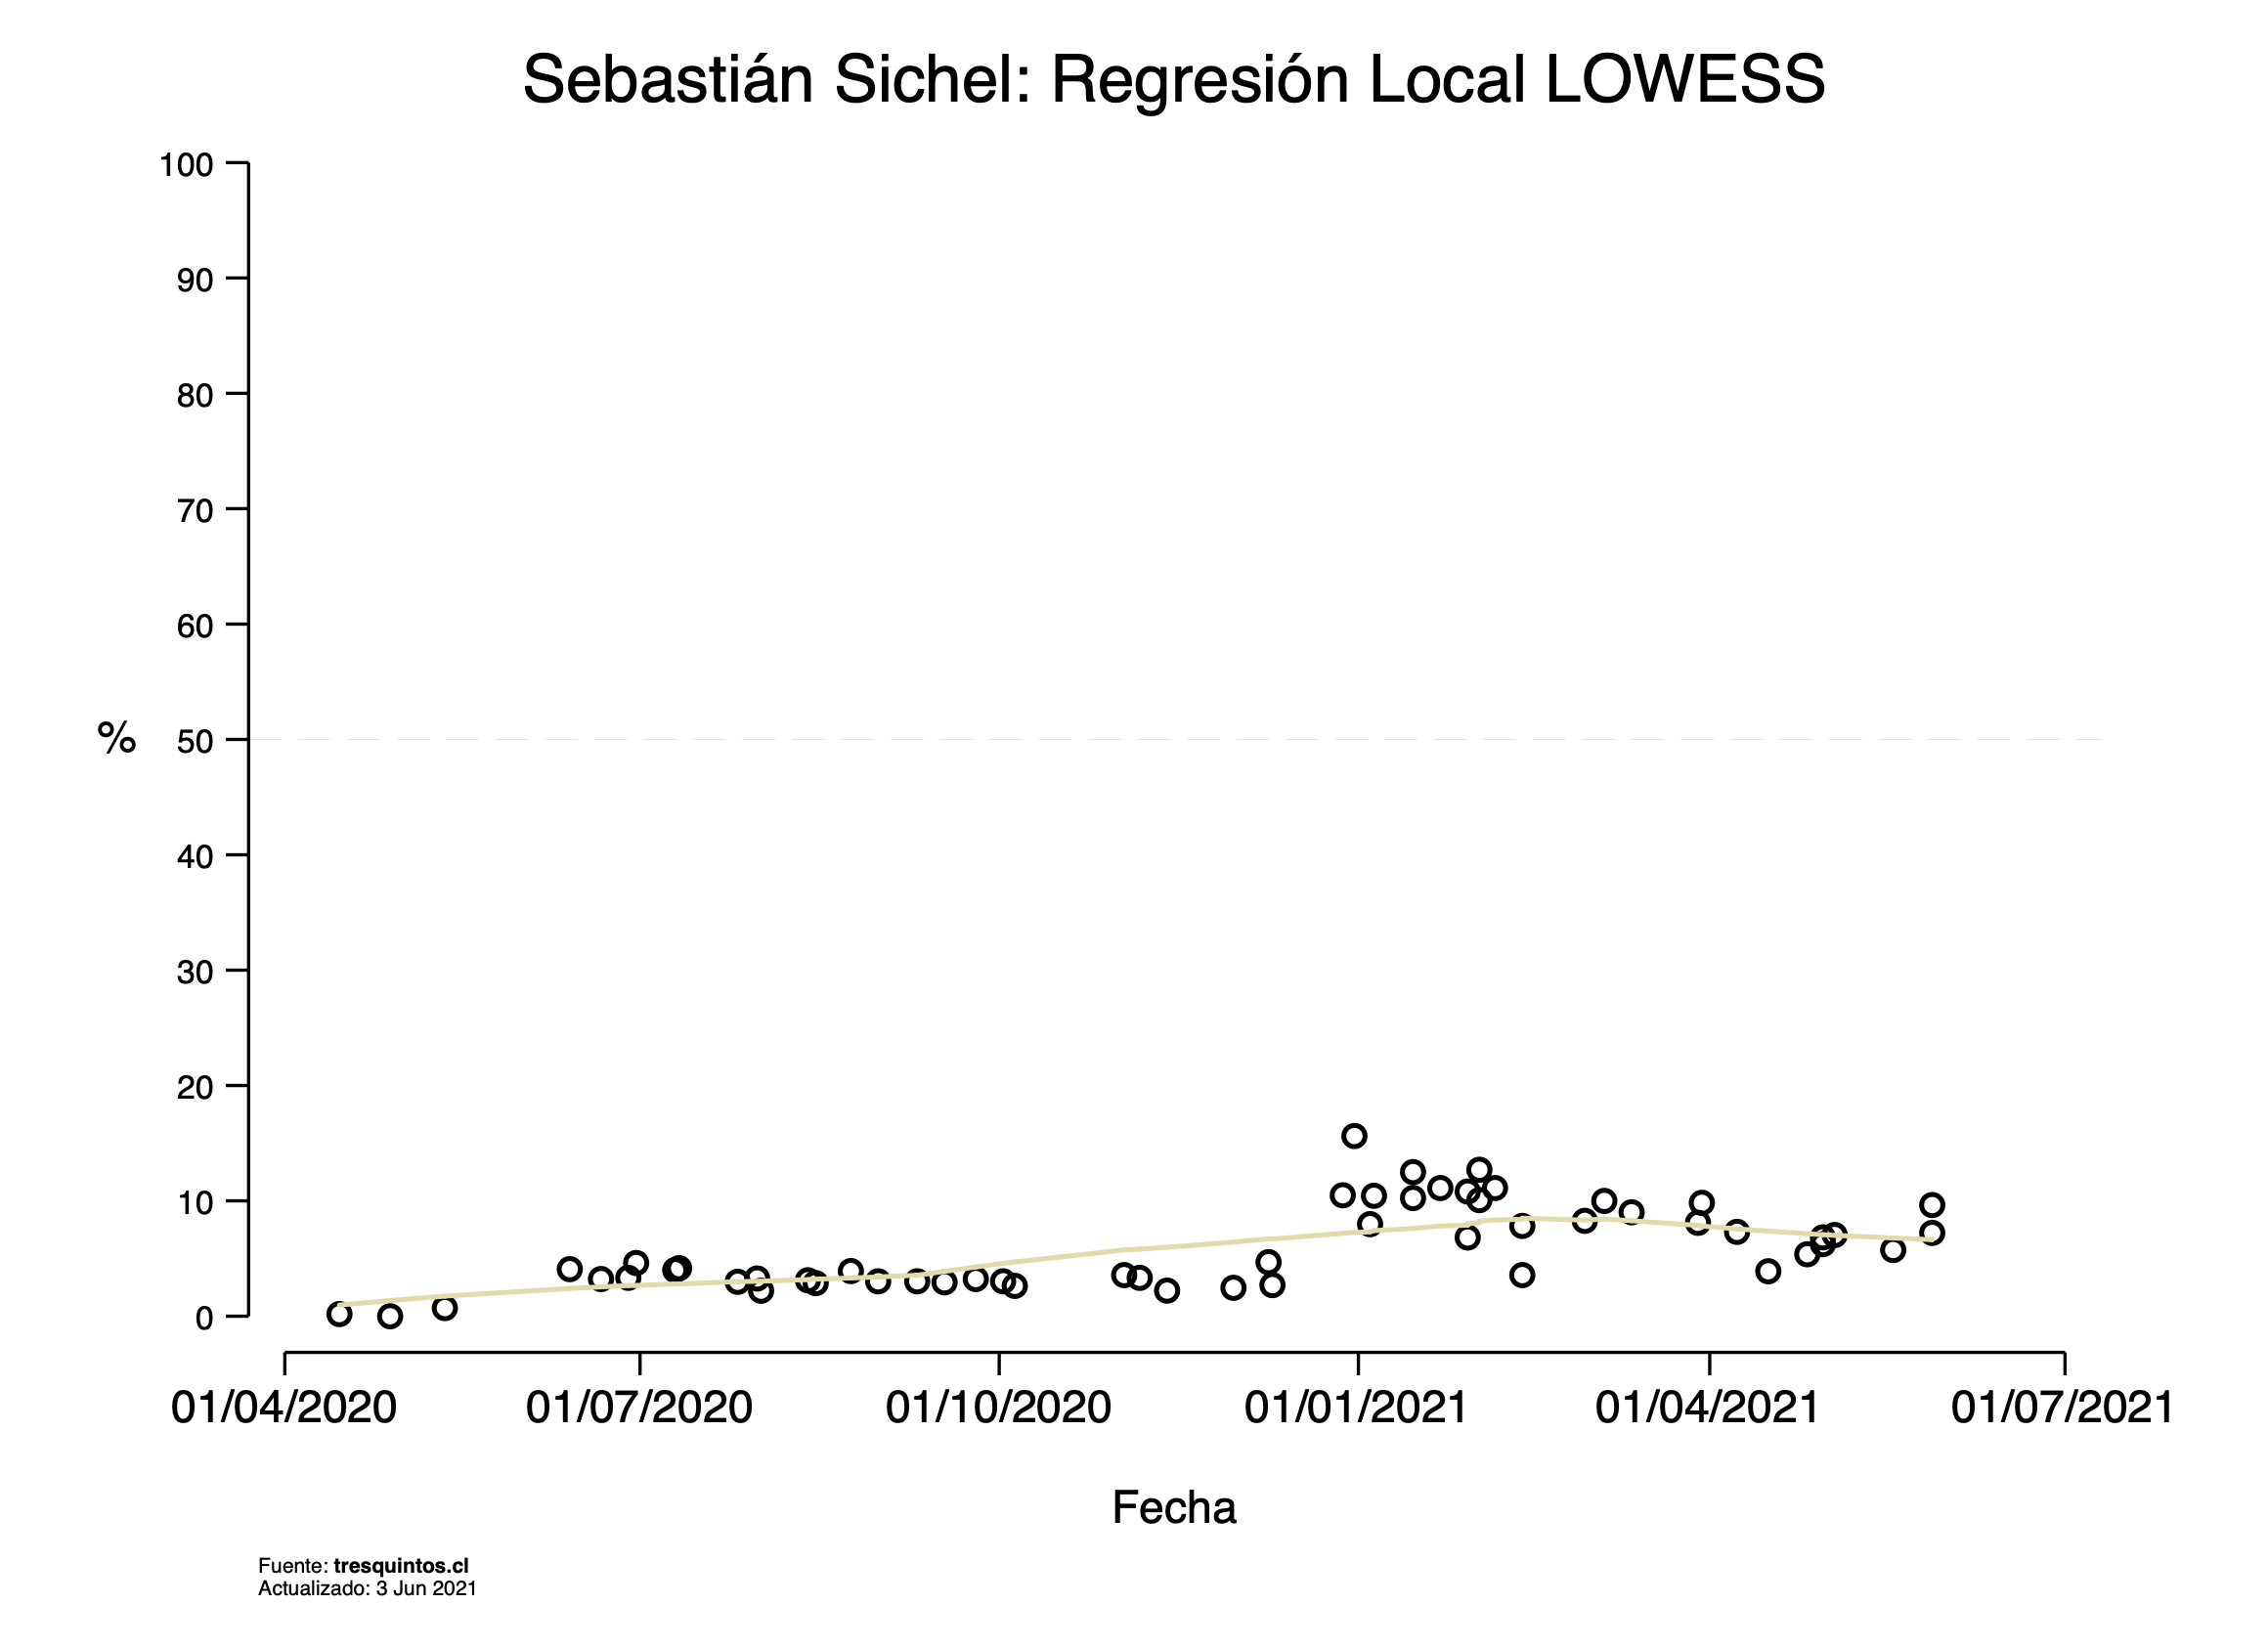 Sebastián Sichel: Regresión Local LOWESS
100
90
80
70
60
% 50
40
30
20
10
0
01/04/2020 01/07/2020 01/10/2020 01/01/2021 01/04/2021 01/07/2021
Fecha
Fuente: tresquintos.cl
Actualizado: 3 Jun 2021